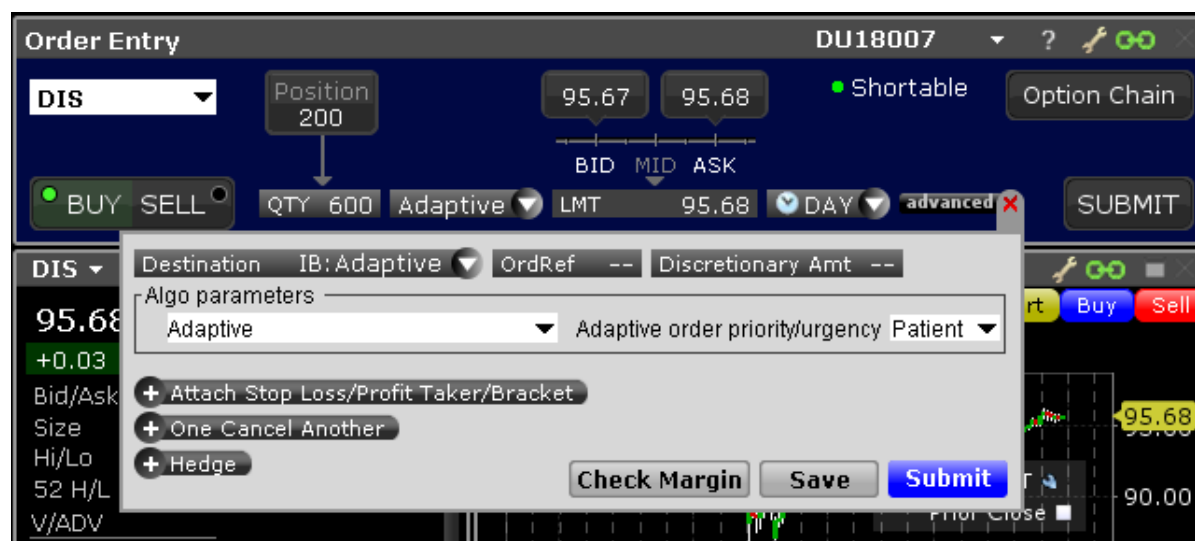 Order Entry DU18007 ?
DIS Position 95.67 95.68 Shortable Option Chain
200
BID MID ASK
BUY SELL QTY 600 Adaptive LMT 95.68 DAY advanced SUBMIT
DIS Destination IB:Adaptive OrdRef -- Discretionary Amt --
Algo parameters
95.68 Adaptive Adaptive order priority/urgency Patient rt Buy Sell
+0.03
Bid/Ask + Attach Stop Loss/Profit Taker/Bracket 95.68
Size + One Cancel Another
Hi/Lo + Hedge
52 H/L Check Margin Save Submit T 90.00
V/ADV Prior Close